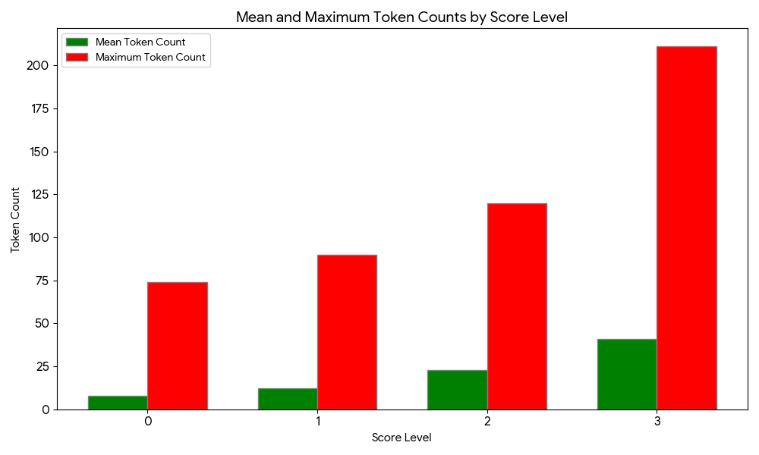 Mean and Maximum Token Counts by Score Level
Mean Token Count
Maximum Token Count
200
175
150
125
100
75
50
25
0
Token Count
0 1 2 3
Score Level